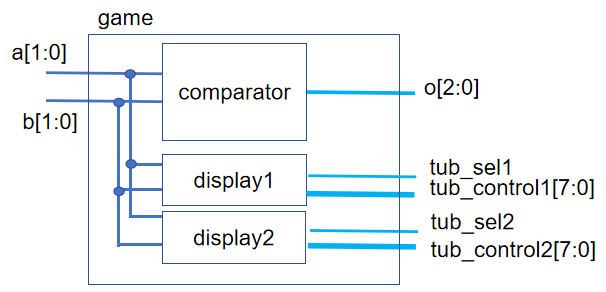 game
a[1:0]
b[1:0]
comparator
o[2:0]
display1
tub_sel1
tub_control1[7:0]
display2
tub_sel2
tub_control2[7:0]